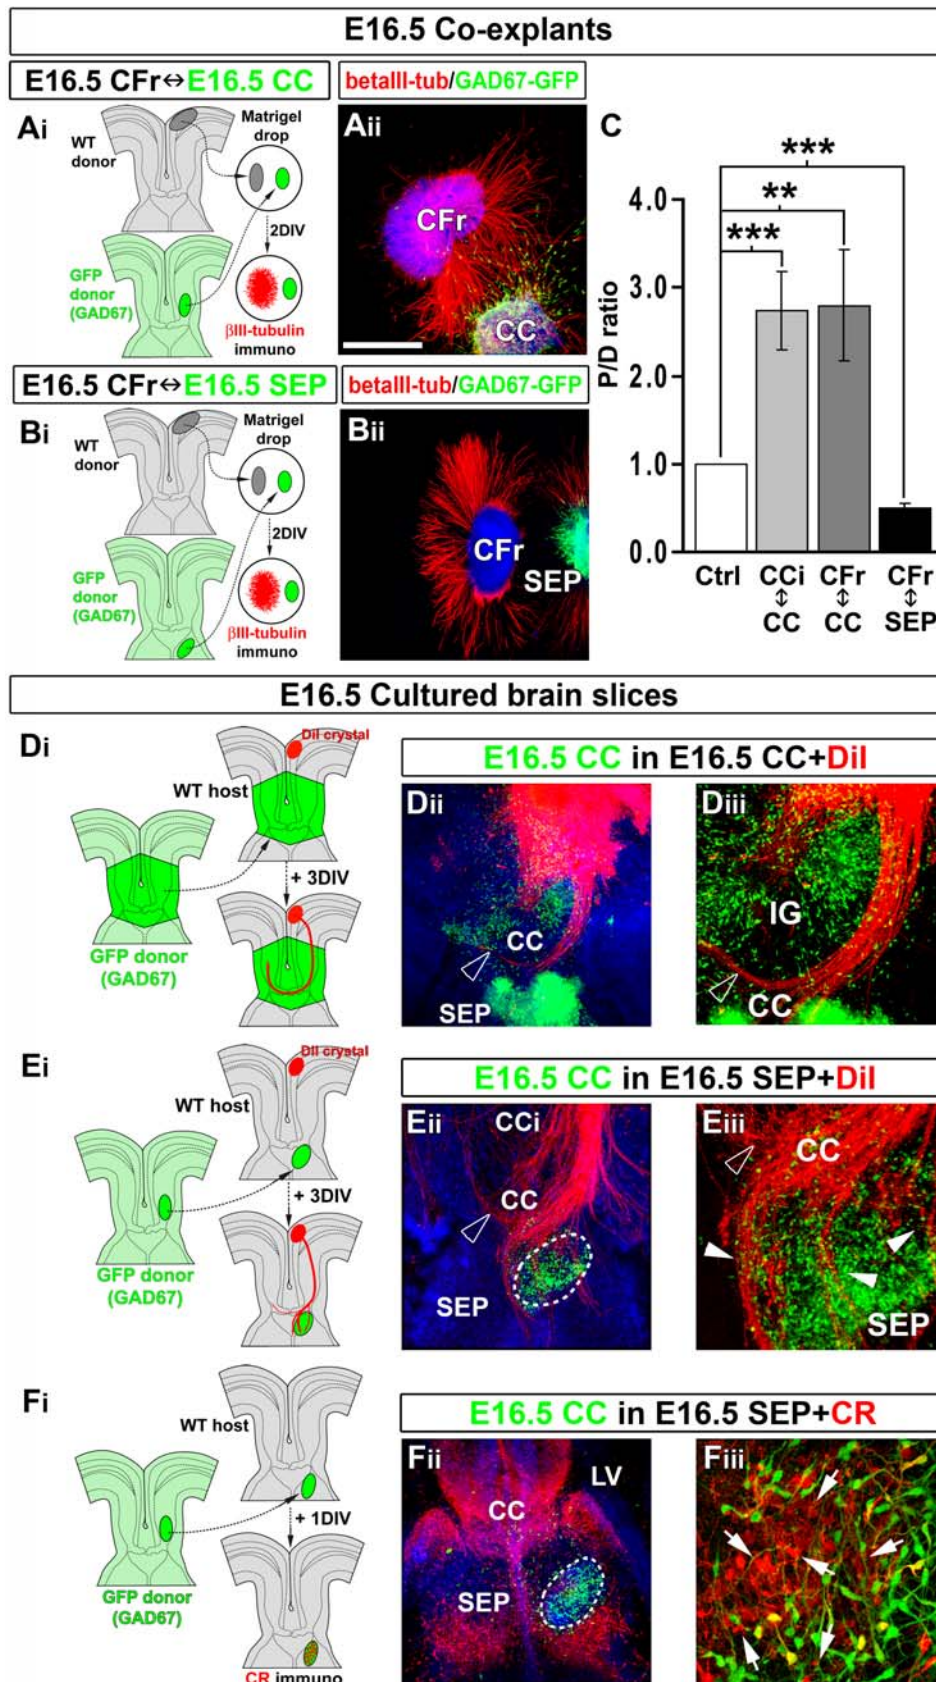 E16.5 Co-explants
E16.5 CFr↔E16.5 CC
betaIII-tub/GAD67-GFP
Ai
WT
donor
Matrigel
drop
2DIV
GFP
donor
(GAD67)
βIII-tubulin
immuno
Aii
CFr
CC
E16.5 CFr↔E16.5 SEP
betaIII-tub/GAD67-GFP
Bi
WT
donor
Matrigel
drop
2DIV
GFP
donor
(GAD67)
βIII-tubulin
immuno
Bii
CFr
SEP
C
***
**
***
P/D ratio
4.0
3.0
2.0
1.0
0.0
Ctrl
CCi
↕
CC
CFr
↕
CC
CFr
↕
SEP
E16.5 Cultured brain slices
Di
DiI crystal
WT host
+ 3DIV
GFP donor
(GAD67)
E16.5 CC in E16.5 CC+DiI
Dii
CC
SEP
Diii
IG
CC
Ei
DiI crystal
WT host
+ 3DIV
GFP donor
(GAD67)
E16.5 CC in E16.5 SEP+DiI
Eii
CCi
CC
SEP
Eiii
CC
SEP
Fi
WT host
+ 1DIV
GFP donor
(GAD67)
CR immuno
E16.5 CC in E16.5 SEP+CR
Fii
LV
CC
SEP
Fiii